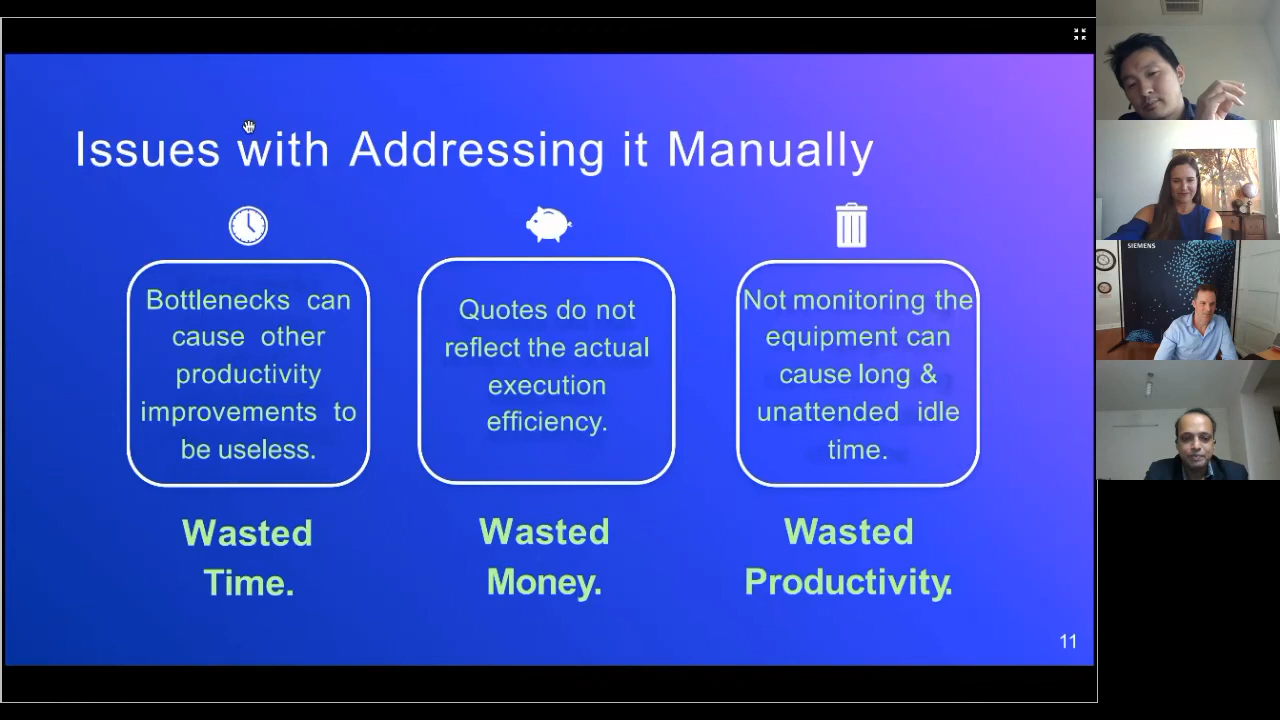 Issues with Addressing it Manually
Bottlenecks can
cause other
productivity
improvements to
be useless.
Wasted
Time.
Quotes do not
reflect the actual
execution
efficiency.
Wasted
Money.
Not monitoring the
equipment can
cause long &
unattended idle
time.
Wasted
Productivity.
11
SIEMENS